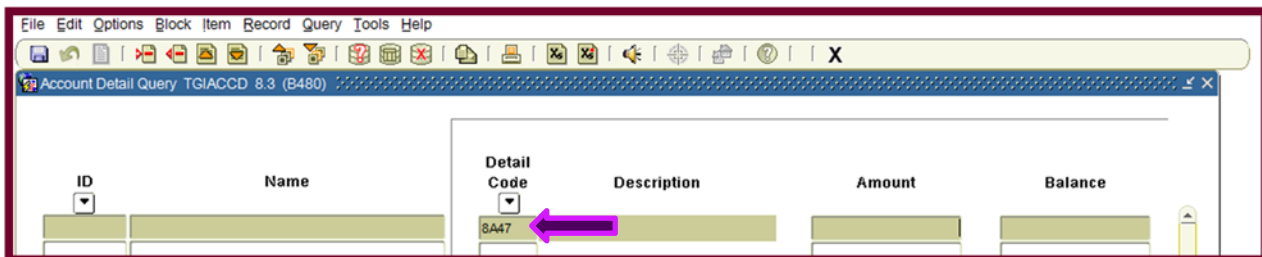 File Edit Options Block Item Record Query Tools Help
X
Account Detail Query TGIACCD 8.3 (B480)
ID Name Detail Code Description Amount Balance
8A47